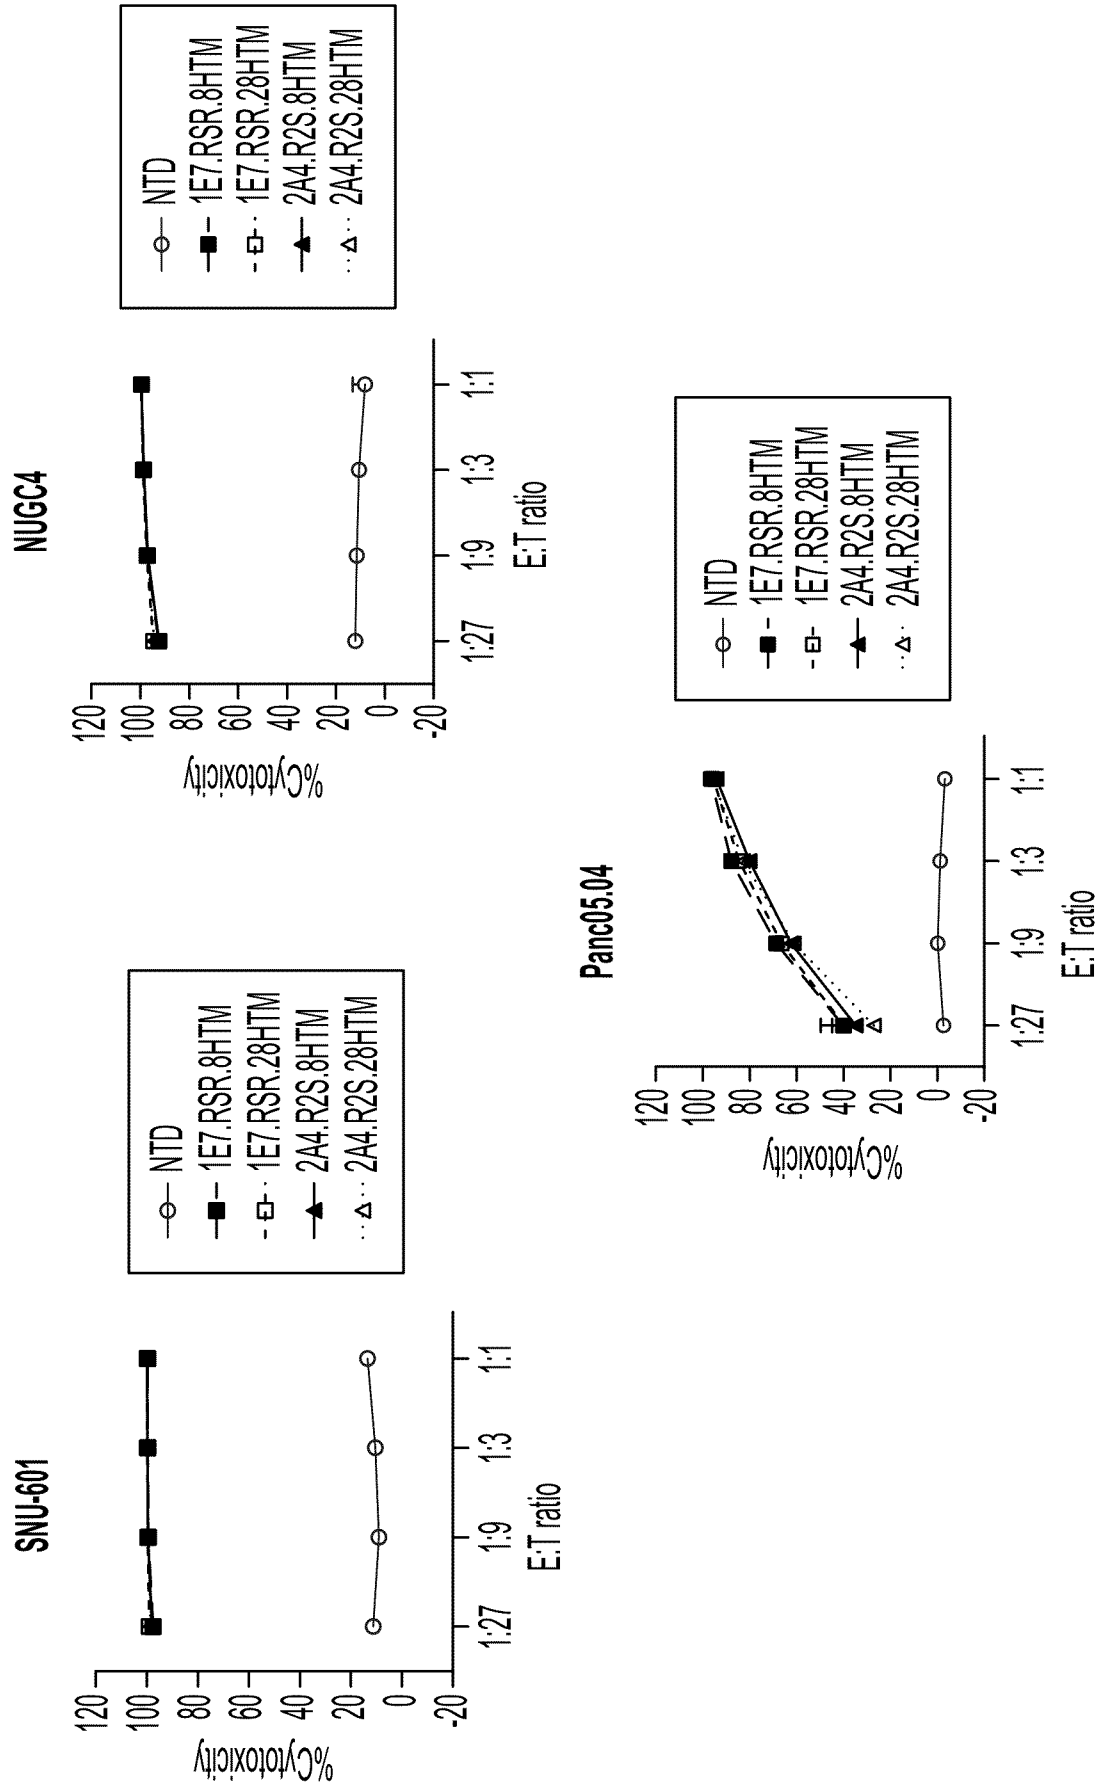 SNU-601
%Cytotoxicity
120
100
80
60
40
20
0
-20
1:27
1:9
1:3
1:1
E:T ratio
NTD
1E7.RSR.8HTM
1E7.RSR.28HTM
2A4.R2S.8HTM
2A4.R2S.28HTM
NUGC4
%Cytotoxicity
120
100
80
60
40
20
0
-20
1:27
1:9
1:3
1:1
E:T ratio
NTD
1E7.RSR.8HTM
1E7.RSR.28HTM
2A4.R2S.8HTM
2A4.R2S.28HTM
Panc05.04
%Cytotoxicity
120
100
80
60
40
20
0
-20
1:27
1:9
1:3
1:1
E:T ratio
NTD
1E7.RSR.8HTM
1E7.RSR.28HTM
2A4.R2S.8HTM
2A4.R2S.28HTM